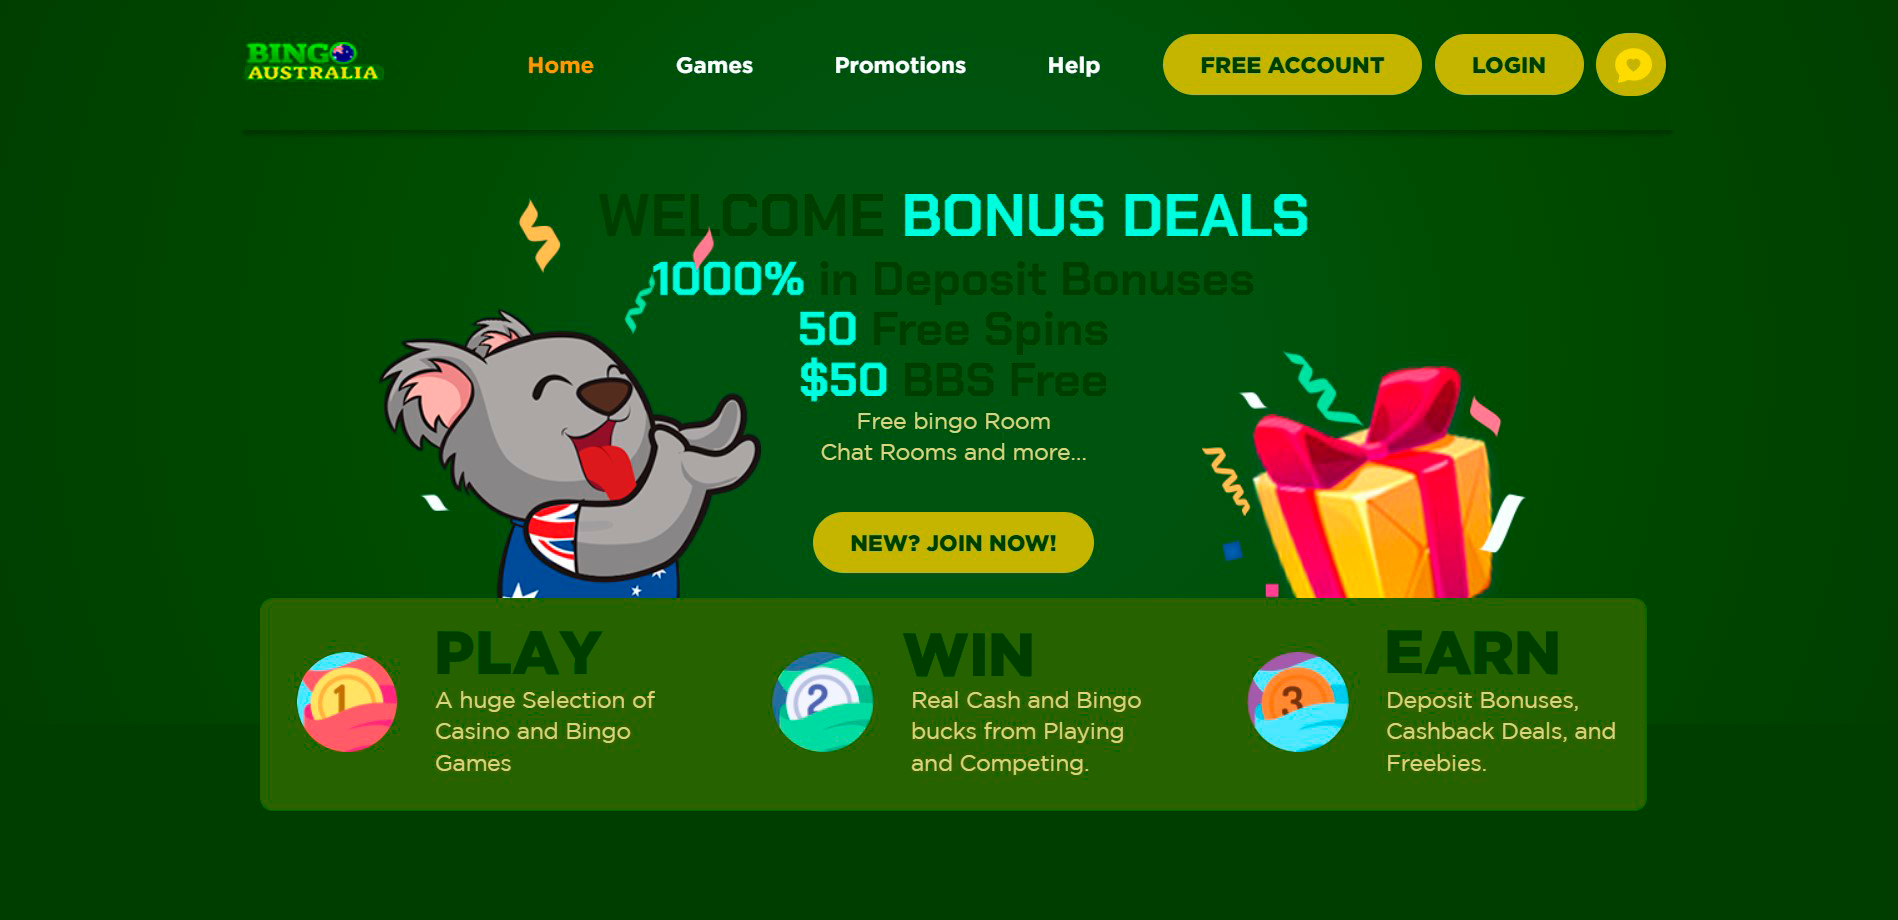 BINGO
AUSTRALIA
Home Games Promotions Help FREE ACCOUNT LOGIN
WELCOME BONUS DEALS
1000% in Deposit Bonuses
50 Free Spins
$50 BBS Free
Free bingo Room
Chat Rooms and more...
NEW? JOIN NOW!
1
PLAY
A huge Selection of
Casino and Bingo
Games
2
WIN
Real Cash and Bingo
bucks from Playing
and Competing.
3
EARN
Deposit Bonuses,
Cashback Deals, and
Freebies.